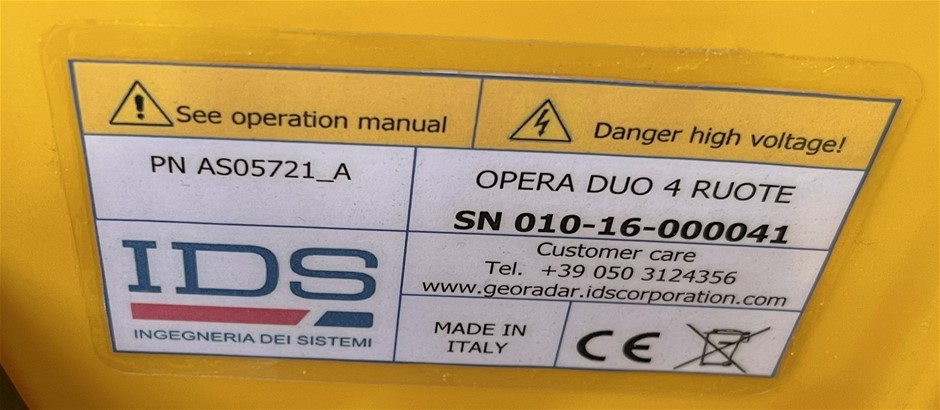 See operation manual
Danger high voltage!
PN AS05721_A
OPERA DUO 4 RUOTE
SN 010-16-000041
IDS
INGEGNERIA DEI SISTEMI
Customer care
Tel. +39 050 3124356
www.georadar.idscorporation.com
MADE IN
ITALY
CE